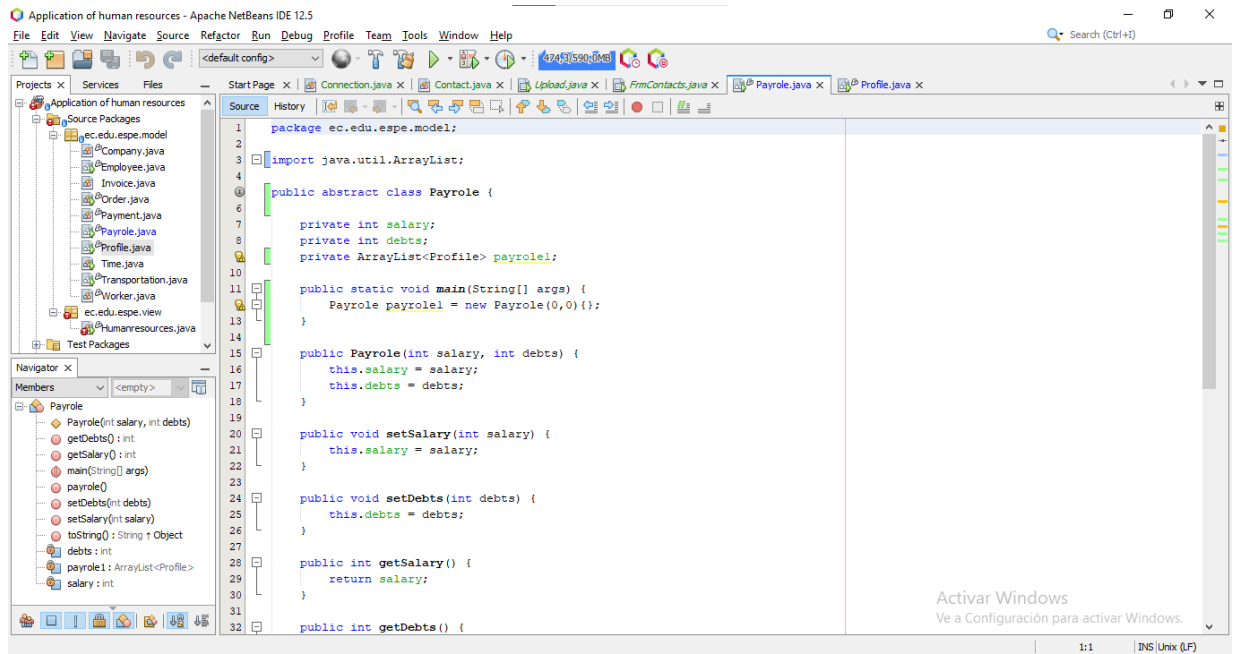 Application of human resources - Apache NetBeans IDE 12.5
File Edit View Navigate Source Refactor Run Debug Profile Team Tools Window Help
Search (Ctrl+I)
<default config>
474,3/590,0MB
Projects Services Files
Start Page Connection.java Contact.java Upload.java FrmContacts.java Payrole.java Profile.java
Application of human resources
Source Packages
ec.edu.espe.model
Company.java
Employee.java
Invoice.java
Order.java
Payment.java
Payrole.java
Profile.java
Time.java
Transportation.java
Worker.java
ec.edu.espe.view
Humanresources.java
Test Packages
Navigator
Members <empty>
Payrole
Payrole(int salary, int debts)
getDebts() : int
getSalary() : int
main(String[] args)
payrole()
setDebts(int debts)
setSalary(int salary)
toString() : String ↑ Object
debts : int
payrole1 : ArrayList<Profile>
salary : int
Source History
1 package ec.edu.espe.model;
2
3 import java.util.ArrayList;
4
public abstract class Payrole {
6
7 private int salary;
8 private int debts;
private ArrayList<Profile> payrole1;
10
11 public static void main(String[] args) {
Payrole payrole1 = new Payrole(0,0){};
13 }
14
15 public Payrole(int salary, int debts) {
16 this.salary = salary;
17 this.debts = debts;
18 }
19
20 public void setSalary(int salary) {
21 this.salary = salary;
22 }
23
24 public void setDebts(int debts) {
25 this.debts = debts;
26 }
27
28 public int getSalary() {
29 return salary;
30 }
31
32 public int getDebts() {
Activar Windows
Ve a Configuración para activar Windows.
1:1 INS Unix (LF)